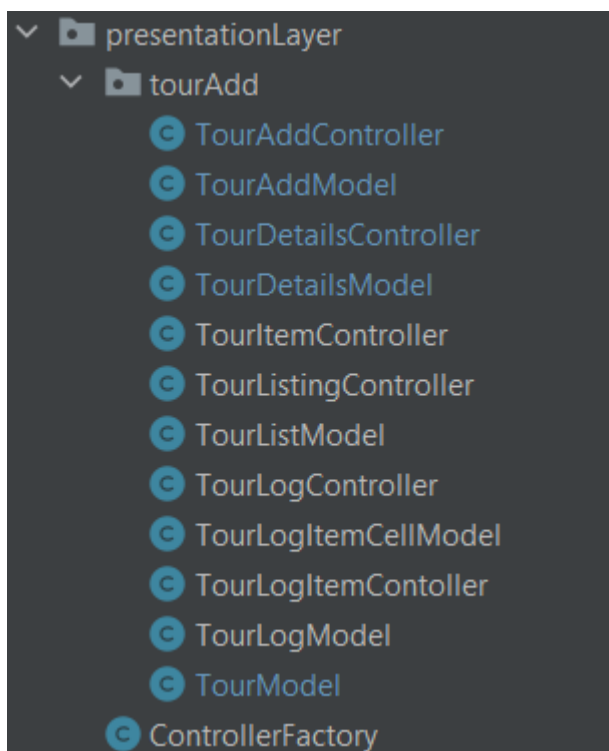 presentationLayer
tourAdd
C TourAddController
C TourAddModel
C TourDetailsController
C TourDetailsModel
C TourItemController
C TourListingController
C TourListModel
C TourLogController
C TourLogItemCellModel
C TourLogItemContoller
C TourLogModel
C TourModel
C ControllerFactory